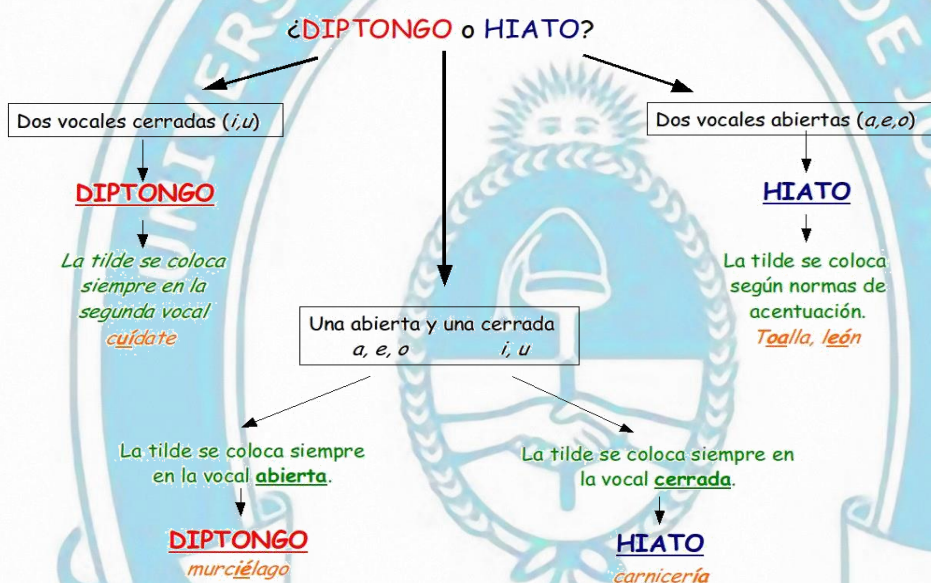 ¿DIPTONGO o HIATO?
Dos vocales cerradas (i,u)
DIPTONGO
La tilde se coloca
siempre en la
segunda vocal
cuídate
Una abierta y una cerrada
a, e, o i, u
La tilde se coloca siempre
en la vocal abierta.
DIPTONGO
murciélago
La tilde se coloca siempre en
la vocal cerrada.
HIATO
carnicería
Dos vocales abiertas (a,e,o)
HIATO
La tilde se coloca
según normas de
acentuación.
Toalla, león
UNIVERS
DE